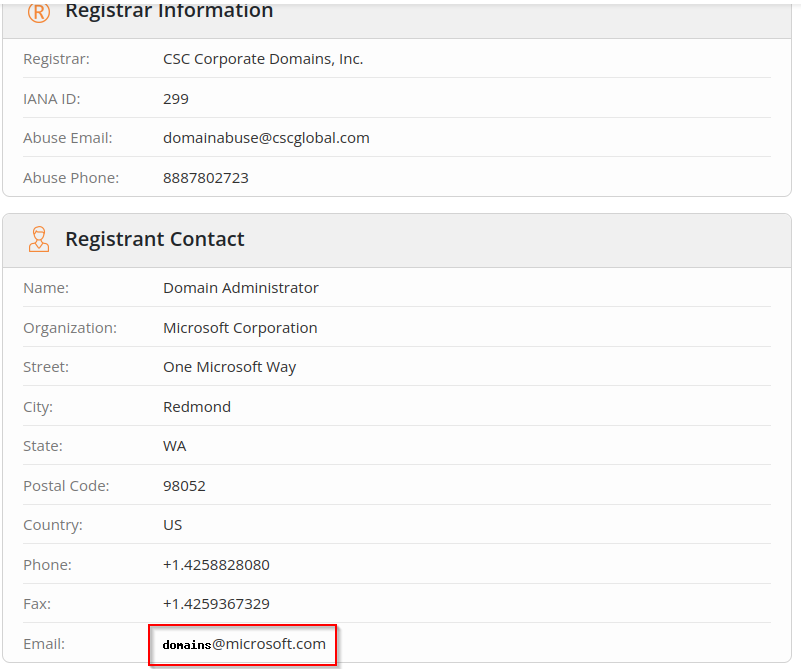 ® Registrar Information
Registrar: CSC Corporate Domains, Inc.
IANA ID: 299
Abuse Email: domainabuse@cscglobal.com
Abuse Phone: 8887802723
Registrant Contact
Name: Domain Administrator
Organization: Microsoft Corporation
Street: One Microsoft Way
City: Redmond
State: WA
Postal Code: 98052
Country: US
Phone: +1.4258828080
Fax: +1.4259367329
Email: domains@microsoft.com